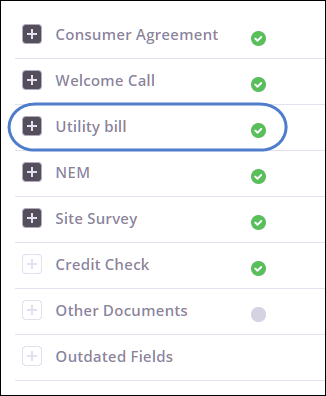 Consumer Agreement
Welcome Call
Utility bill
NEM
Site Survey
Credit Check
Other Documents
Outdated Fields